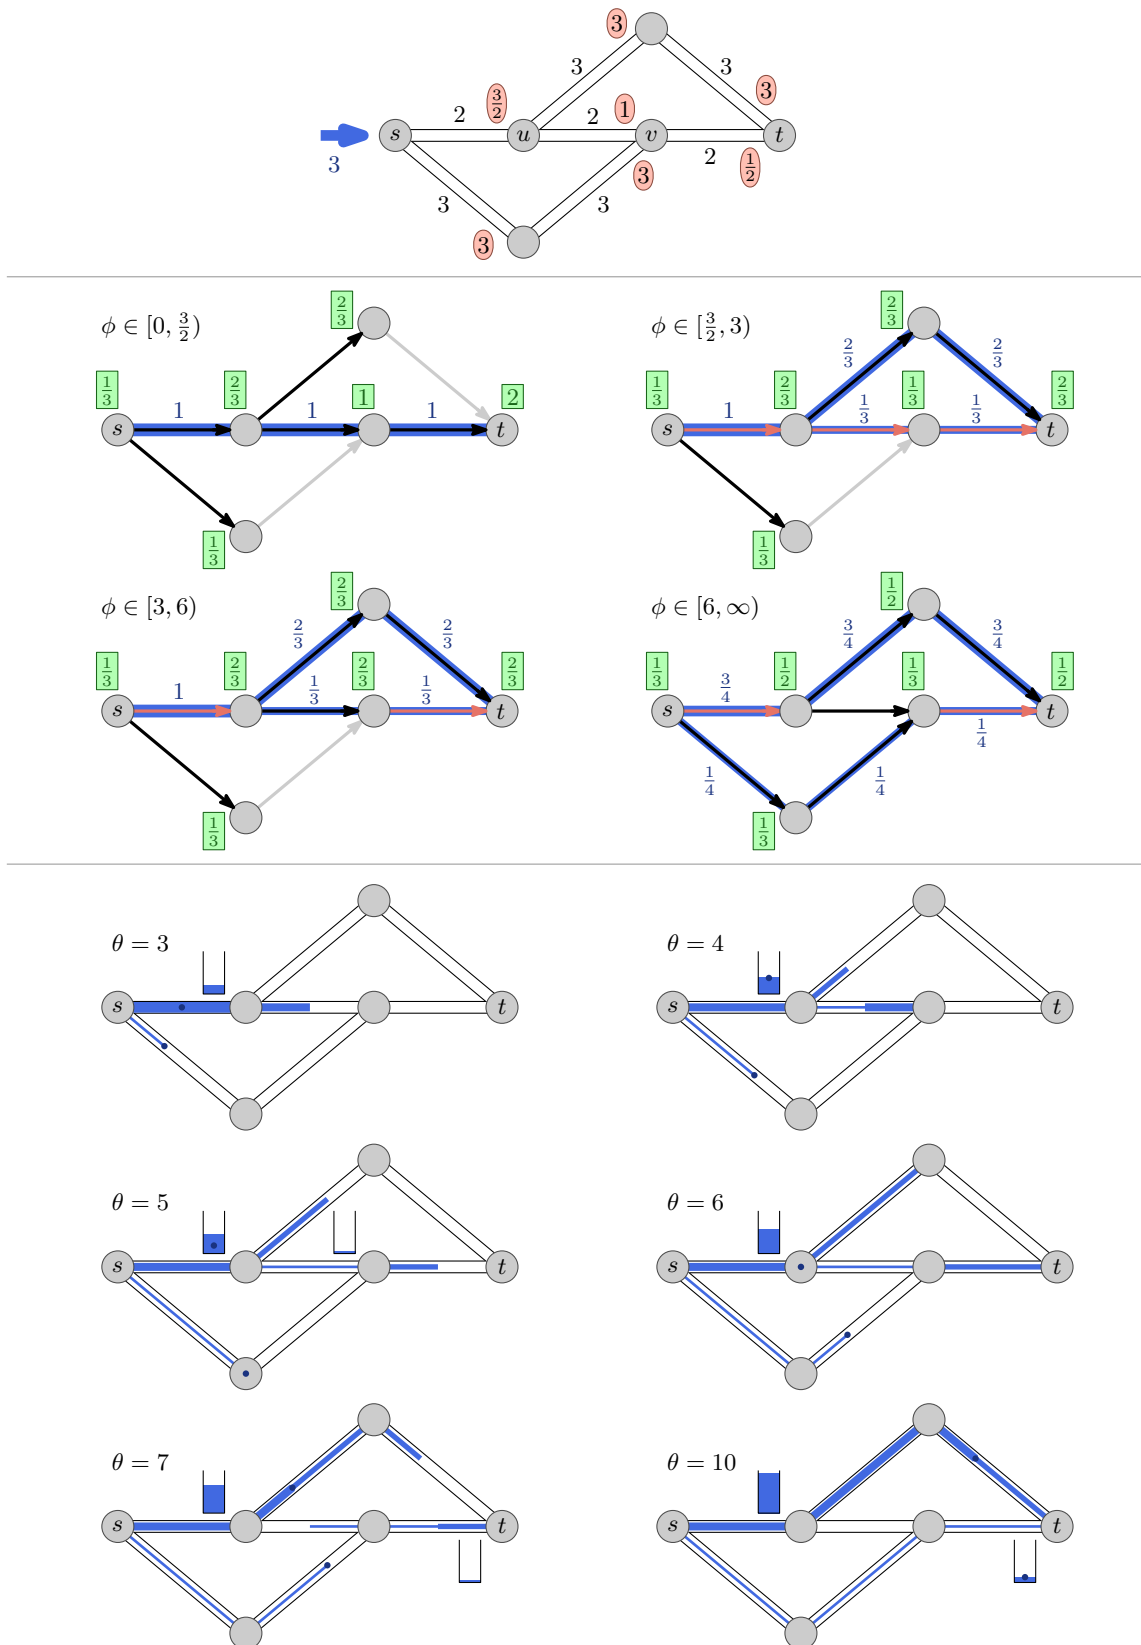 3
3
3
3
3/2
1
2
2
s
u
v
t
3
2
1/2
3
3
3
3
ϕ ∈ [0, 3/2)
2/3
1/3
2/3
1
2
1
1
1
s
t
1/3
ϕ ∈ [3/2, 3)
2/3
2/3
2/3
1/3
2/3
1/3
2/3
1
1/3
1/3
s
t
1/3
ϕ ∈ [3, 6)
2/3
2/3
2/3
1/3
2/3
2/3
2/3
1
1/3
1/3
s
t
1/3
ϕ ∈ [6, ∞)
1/2
3/4
3/4
1/3
1/2
1/3
1/2
3/4
s
t
1/4
1/4
1/4
1/3
θ = 3
s
t
θ = 4
s
t
θ = 5
s
t
θ = 6
s
t
θ = 7
s
t
θ = 10
s
t